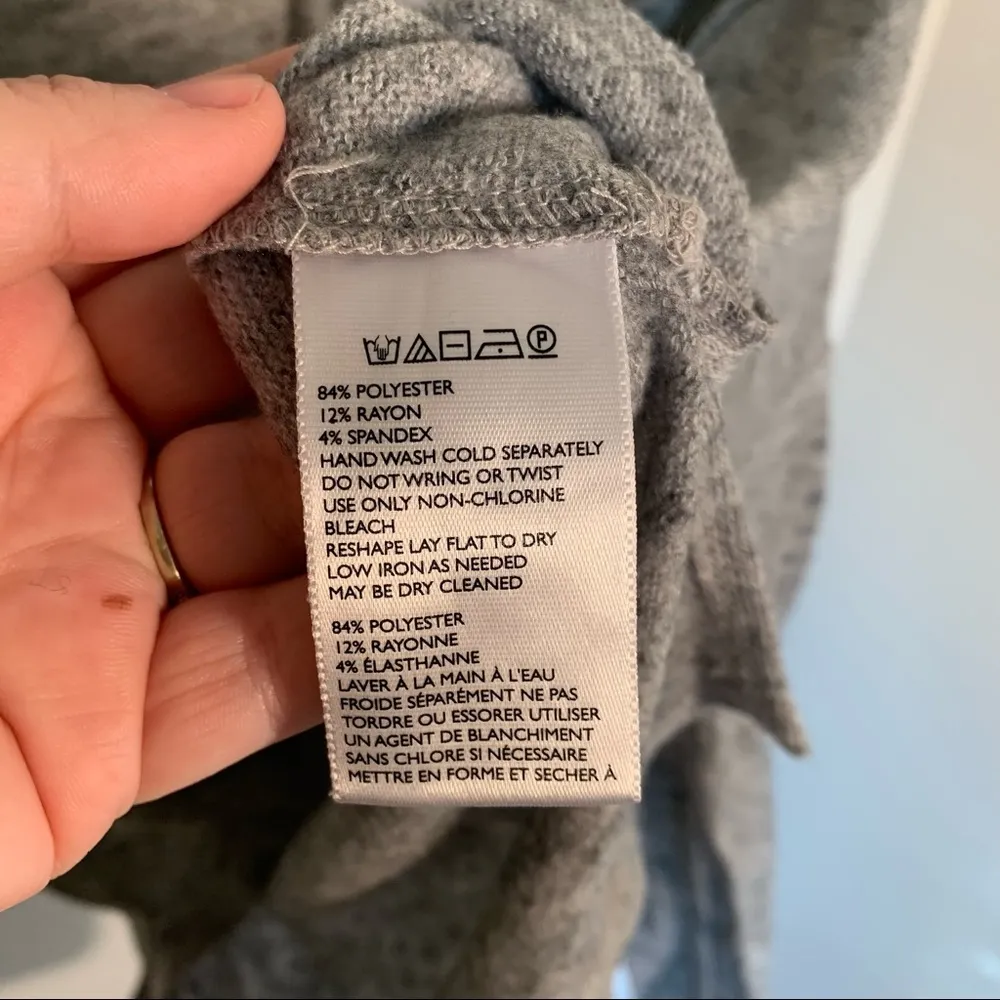 P
84% POLYESTER
12% RAYON
4% SPANDEX
HAND WASH COLD SEPARATELY
DO NOT WRING OR TWIST
USE ONLY NON-CHLORINE
BLEACH
RESHAPE LAY FLAT TO DRY
LOW IRON AS NEEDED
MAY BE DRY CLEANED
84% POLYESTER
12% RAYONNE
4% ÉLASTHANNE
LAVER À LA MAIN À L'EAU
FROIDE SÉPARÉMENT NE PAS
TORDRE OU ESSORER UTILISER
UN AGENT DE BLANCHIMENT
SANS CHLORE SI NÉCESSAIRE
METTRE EN FORME ET SECHER À